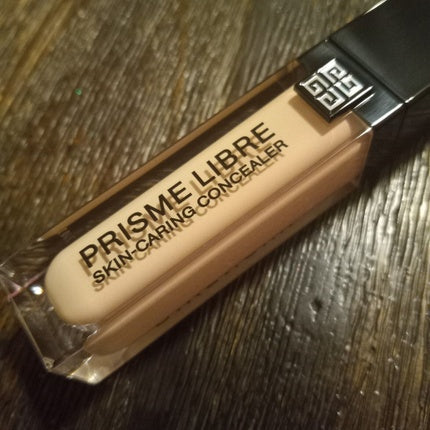 PRISME LIBRE
SKIN-CARING CONCEALER